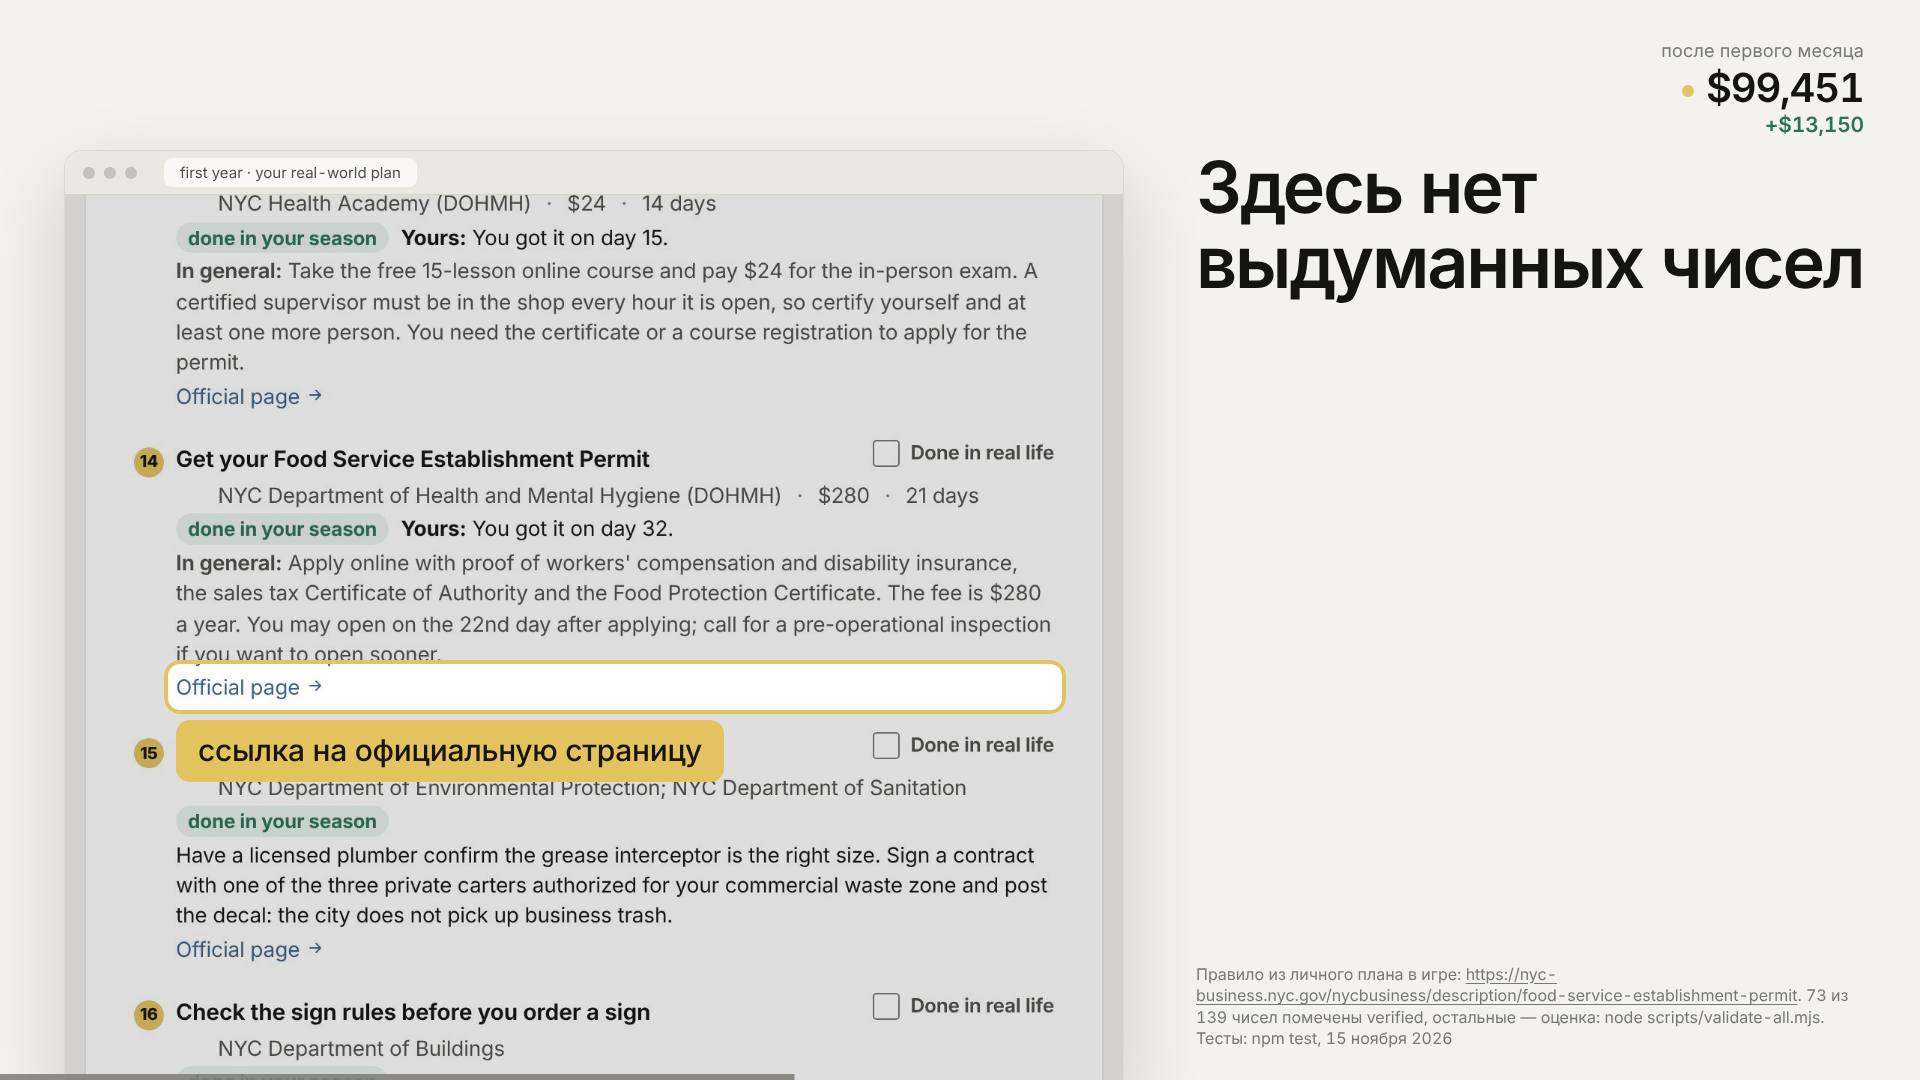 после первого месяца
$99,451
+$13,150
Здесь нет
выдуманных чисел
first year · your real-world plan
NYC Health Academy (DOHMH) · $24 · 14 days
done in your season Yours: You got it on day 15.
In general: Take the free 15-lesson online course and pay $24 for the in-person exam. A
certified supervisor must be in the shop every hour it is open, so certify yourself and at
least one more person. You need the certificate or a course registration to apply for the
permit.
Official page →
14 Get your Food Service Establishment Permit Done in real life
NYC Department of Health and Mental Hygiene (DOHMH) · $280 · 21 days
done in your season Yours: You got it on day 32.
In general: Apply online with proof of workers' compensation and disability insurance,
the sales tax Certificate of Authority and the Food Protection Certificate. The fee is $280
a year. You may open on the 22nd day after applying; call for a pre-operational inspection
if you want to open sooner.
Official page →
15 ссылка на официальную страницу Done in real life
NYC Department of Environmental Protection; NYC Department of Sanitation
done in your season
Have a licensed plumber confirm the grease interceptor is the right size. Sign a contract
with one of the three private carters authorized for your commercial waste zone and post
the decal: the city does not pick up business trash.
Official page →
16 Check the sign rules before you order a sign Done in real life
NYC Department of Buildings
Правило из личного плана в игре: https://nyc-
business.nyc.gov/nycbusiness/description/food-service-establishment-permit. 73 из
139 чисел помечены verified, остальные — оценка: node scripts/validate-all.mjs.
Тесты: npm test, 15 ноября 2026